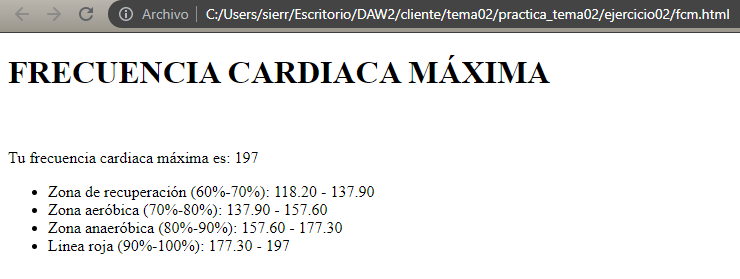 Archivo C:/Users/sierr/Escritorio/DAW2/cliente/tema02/practica_tema02/ejercicio02/fcm.html
FRECUENCIA CARDIACA MÁXIMA
Tu frecuencia cardiaca máxima es: 197
Zona de recuperación (60%-70%): 118.20 - 137.90
Zona aeróbica (70%-80%): 137.90 - 157.60
Zona anaeróbica (80%-90%): 157.60 - 177.30
Linea roja (90%-100%): 177.30 - 197